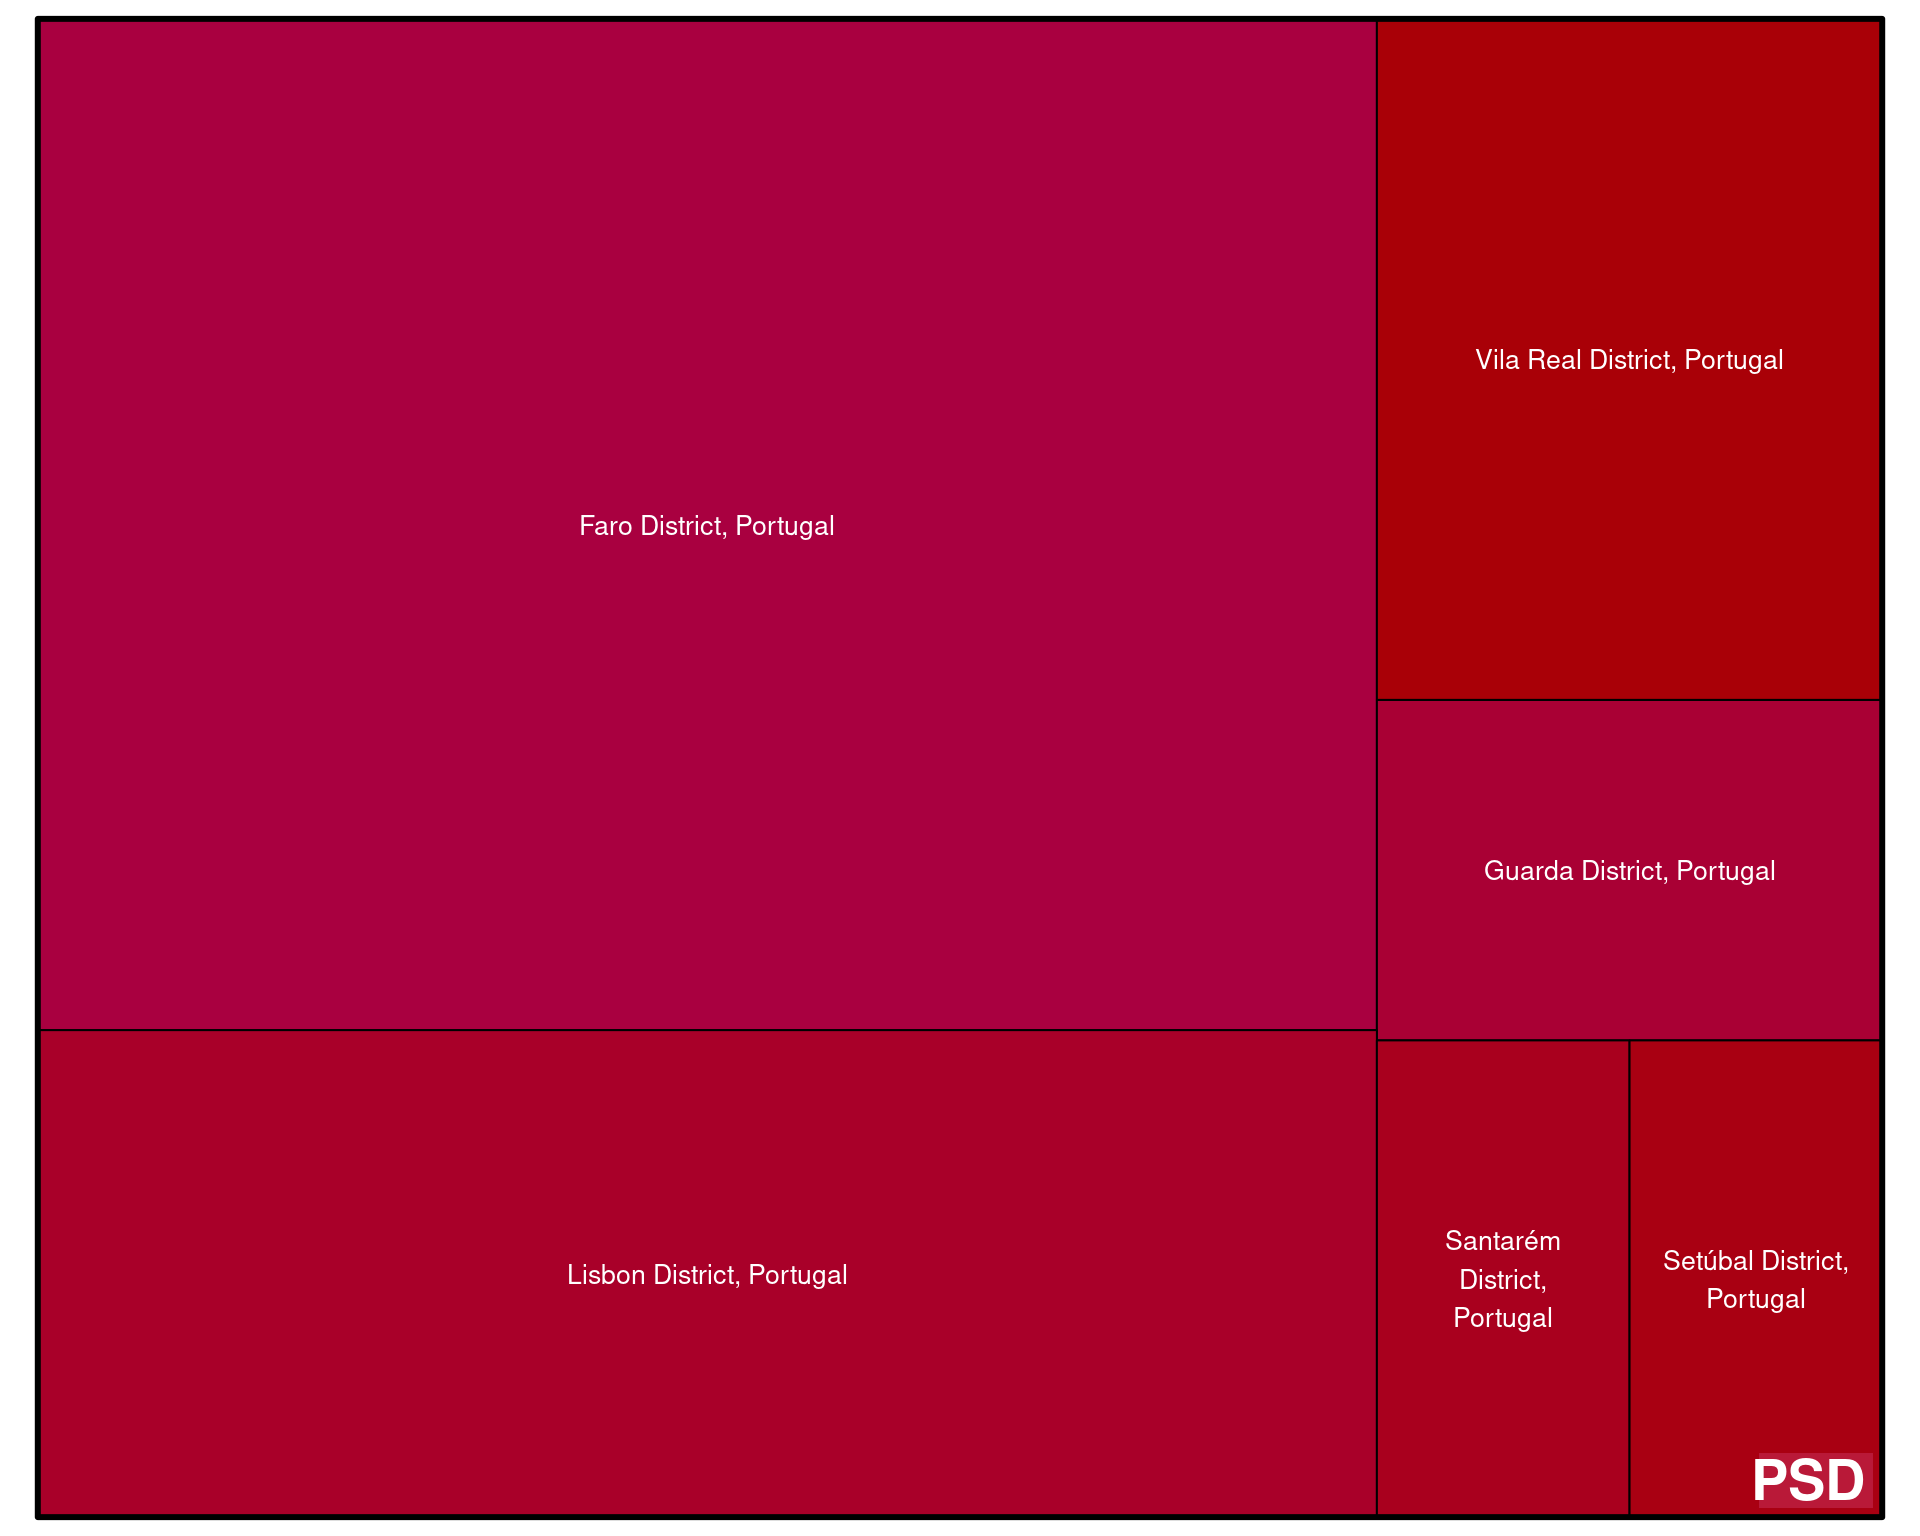 Faro District, Portugal
Lisbon District, Portugal
Vila Real District, Portugal
Guarda District, Portugal
Santarém
District,
Portugal
Setúbal District,
Portugal
PSD